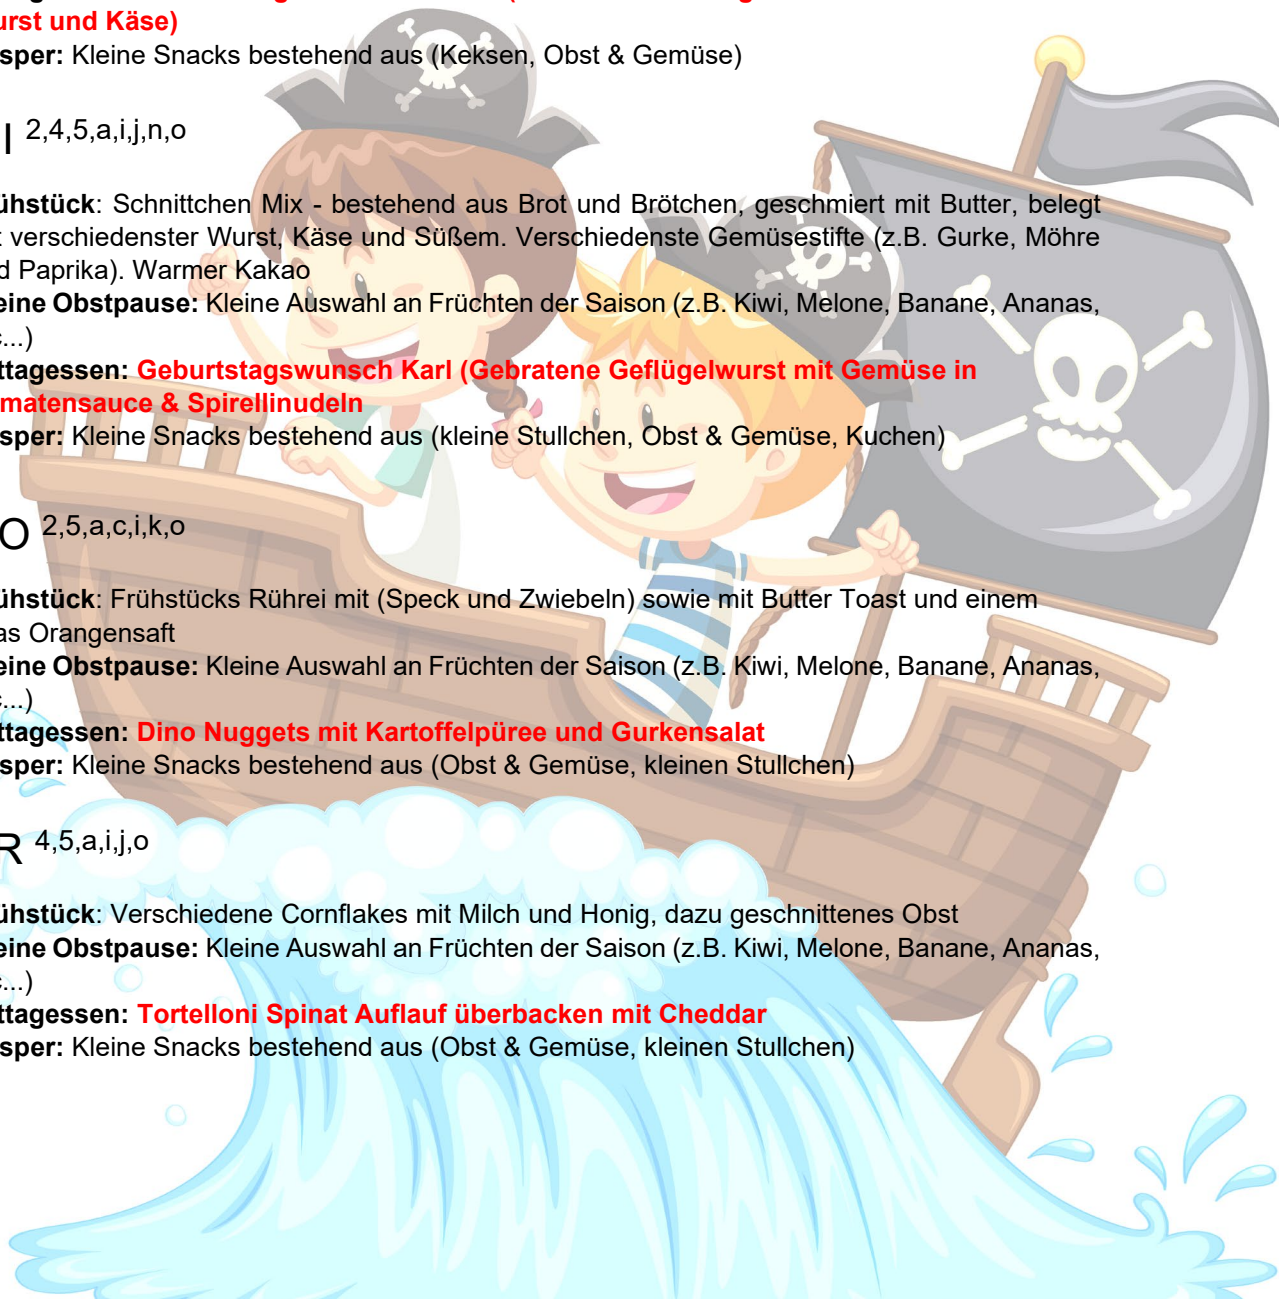 urst und Käse)
sper: Kleine Snacks bestehend aus (Keksen, Obst & Gemüse)
I 2,4,5,a,i,j,n,o
ühstück: Schnittchen Mix - bestehend aus Brot und Brötchen, geschmiert mit Butter, belegt
t verschiedenster Wurst, Käse und Süßem. Verschiedenste Gemüsestifte (z.B. Gurke, Möhre
d Paprika). Warmer Kakao
eine Obstpause: Kleine Auswahl an Früchten der Saison (z.B. Kiwi, Melone, Banane, Ananas,
c...)
ttagessen: Geburtstagswunsch Karl (Gebratene Geflügelwurst mit Gemüse in
matensauce & Spirellinudeln
sper: Kleine Snacks bestehend aus (kleine Stullchen, Obst & Gemüse, Kuchen)
O 2,5,a,c,i,k,o
ühstück: Frühstücks Rührei mit (Speck und Zwiebeln) sowie mit Butter Toast und einem
as Orangensaft
eine Obstpause: Kleine Auswahl an Früchten der Saison (z.B. Kiwi, Melone, Banane, Ananas,
c...)
ttagessen: Dino Nuggets mit Kartoffelpüree und Gurkensalat
sper: Kleine Snacks bestehend aus (Obst & Gemüse, kleinen Stullchen)
R 4,5,a,i,j,o
ühstück: Verschiedene Cornflakes mit Milch und Honig, dazu geschnittenes Obst
eine Obstpause: Kleine Auswahl an Früchten der Saison (z.B. Kiwi, Melone, Banane, Ananas,
c...)
ttagessen: Tortelloni Spinat Auflauf überbacken mit Cheddar
sper: Kleine Snacks bestehend aus (Obst & Gemüse, kleinen Stullchen)